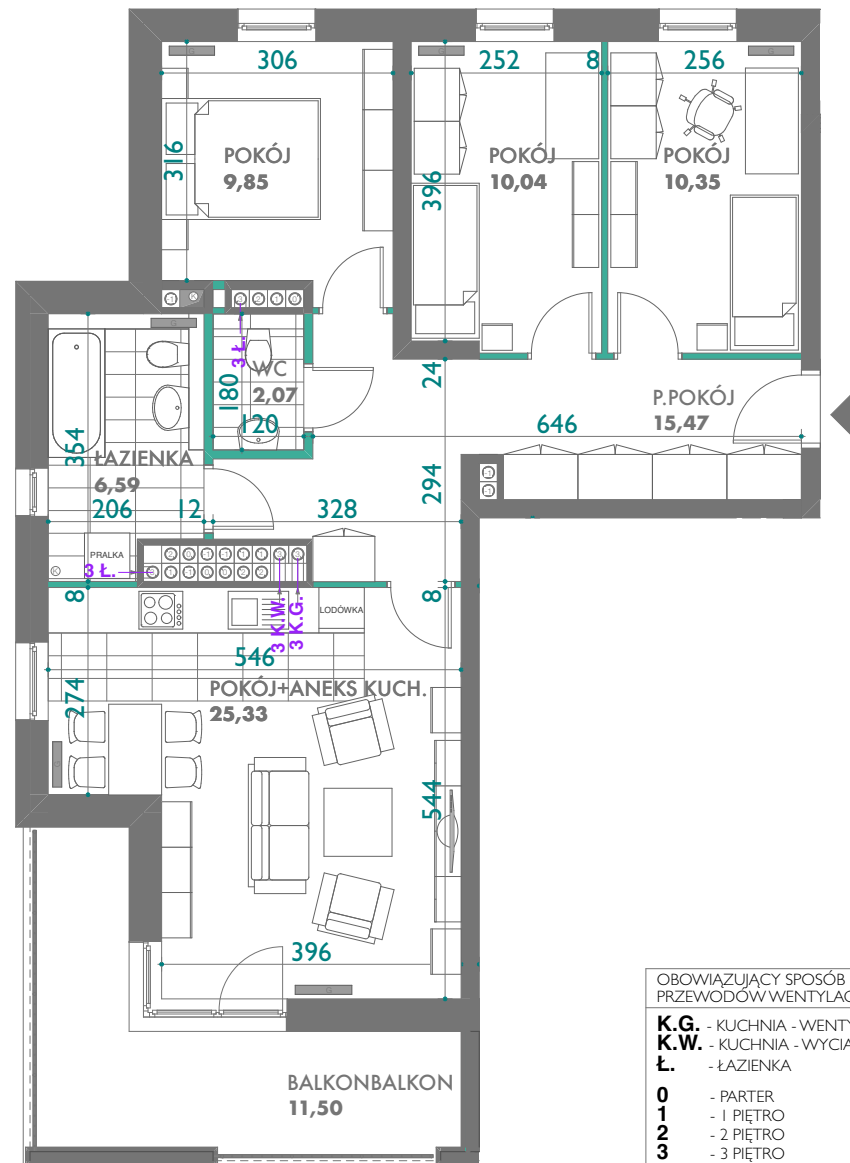 306
252
8
256
316
POKÓJ
9,85
396
POKÓJ
10,04
POKÓJ
10,35
3 Ł.
WC
2,07
180
120
24
P.POKÓJ
15,47
646
354
ŁAZIENKA
6,59
294
206
12
328
PRALKA
3 Ł.
8
3 K.W.
3 K.G.
LODÓWKA
8
546
274
POKÓJ+ANEKS KUCH.
25,33
544
396
BALKONBALKON
11,50
OBOWIĄZUJĄCY SPOSÓB
PRZEWODÓW WENTYLAC
K.G. - KUCHNIA - WENTY
K.W. - KUCHNIA - WYCIĄ
Ł. - ŁAZIENKA
0 - PARTER
1 - I PIĘTRO
2 - 2 PIĘTRO
3 - 3 PIĘTRO